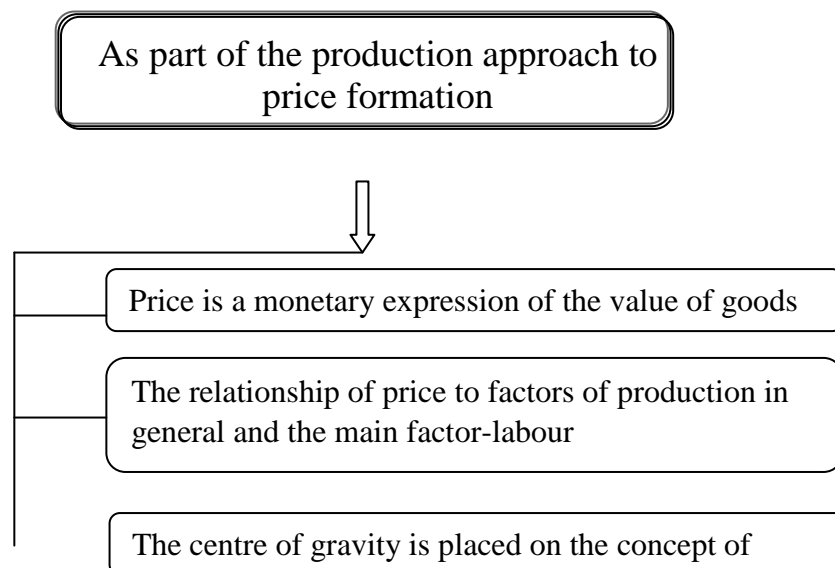 As part of the production approach to
price formation
Price is a monetary expression of the value of goods
The relationship of price to factors of production in
general and the main factor-labour
The centre of gravity is placed on the concept of